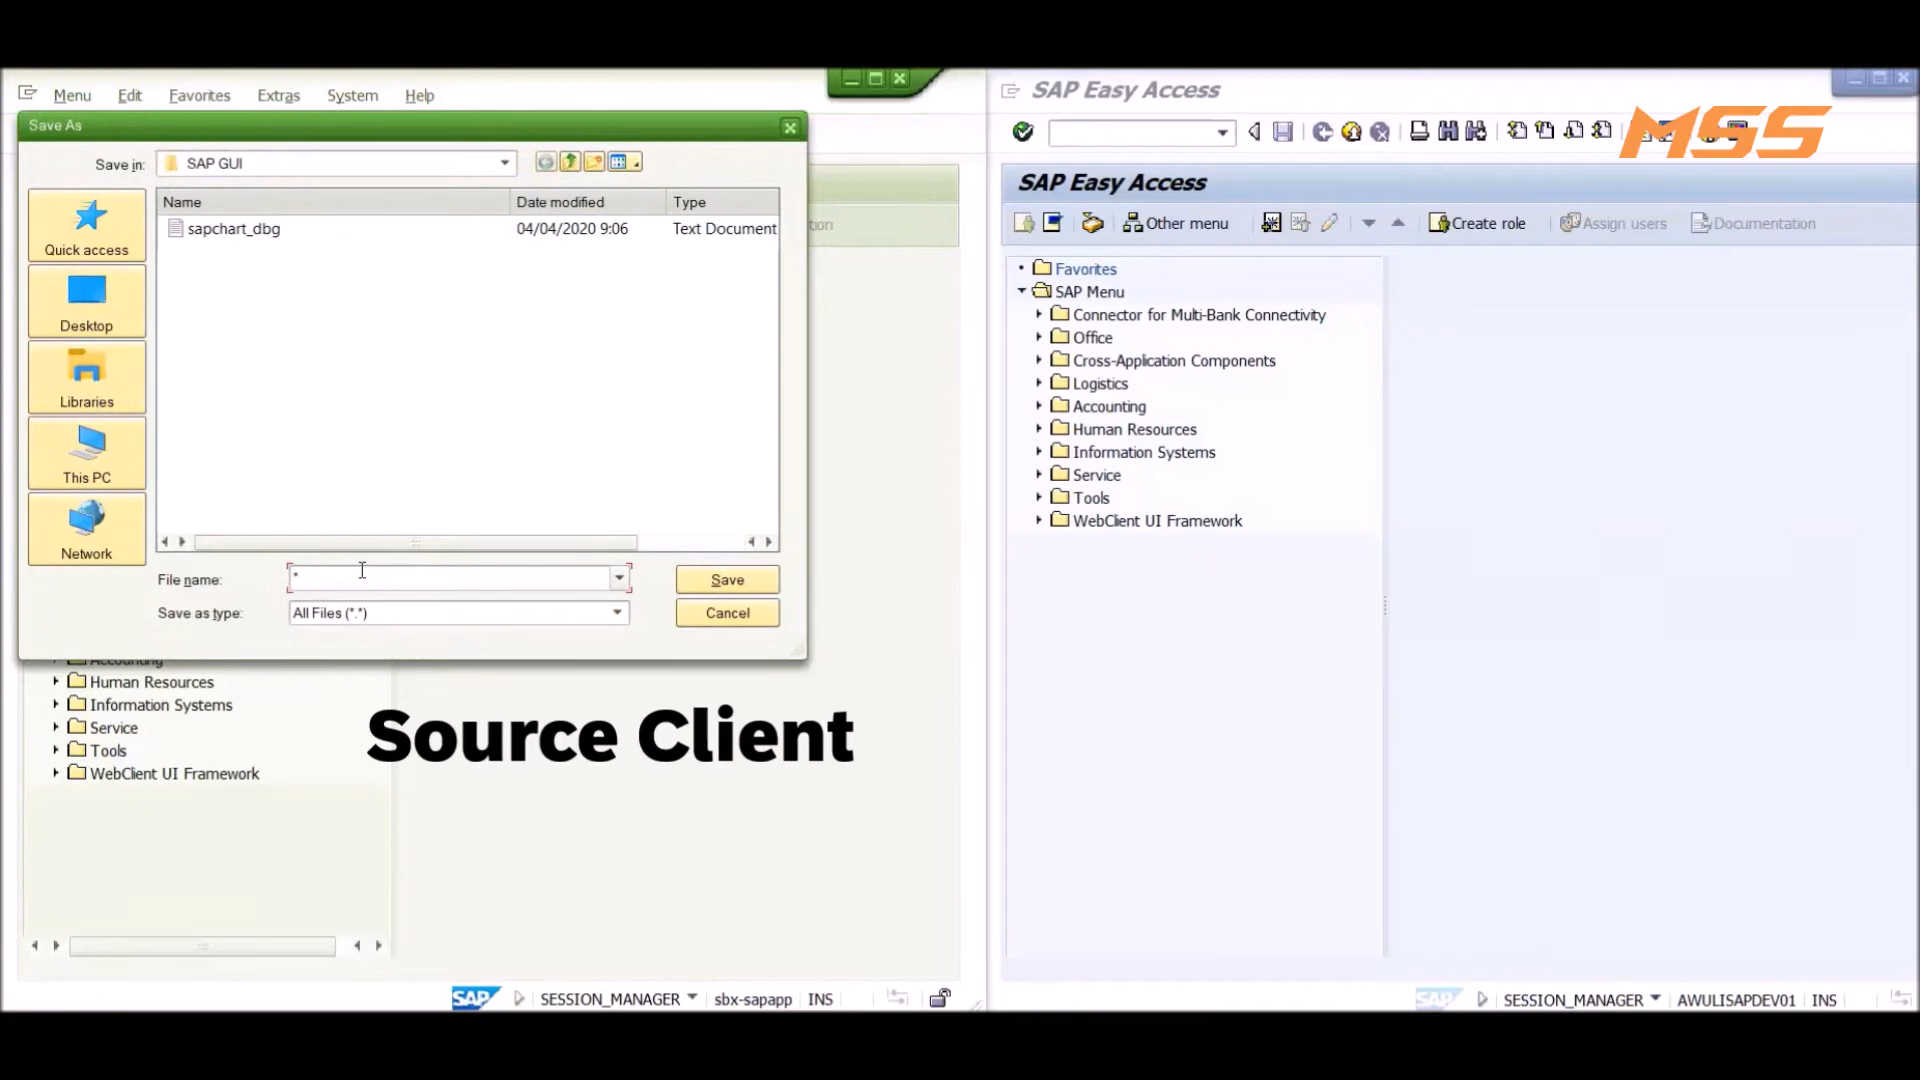 Menu Edit Favorites Extras System Help
Save As
Save in: SAP GUI
Name Date modified Type
sapchart_dbg 04/04/2020 9:06 Text Document
Quick access
Desktop
Libraries
This PC
Network
File name: *
Save
Save as type: All Files (*.*)
Cancel
Human Resources
Information Systems
Service
Tools
WebClient UI Framework
Source Client
SAP SESSION_MANAGER sbx-sapapp INS
SAP Easy Access
MSS
SAP Easy Access
Other menu Create role Assign users Documentation
Favorites
SAP Menu
Connector for Multi-Bank Connectivity
Office
Cross-Application Components
Logistics
Accounting
Human Resources
Information Systems
Service
Tools
WebClient UI Framework
SAP SESSION_MANAGER AWULISAPDEV01 INS